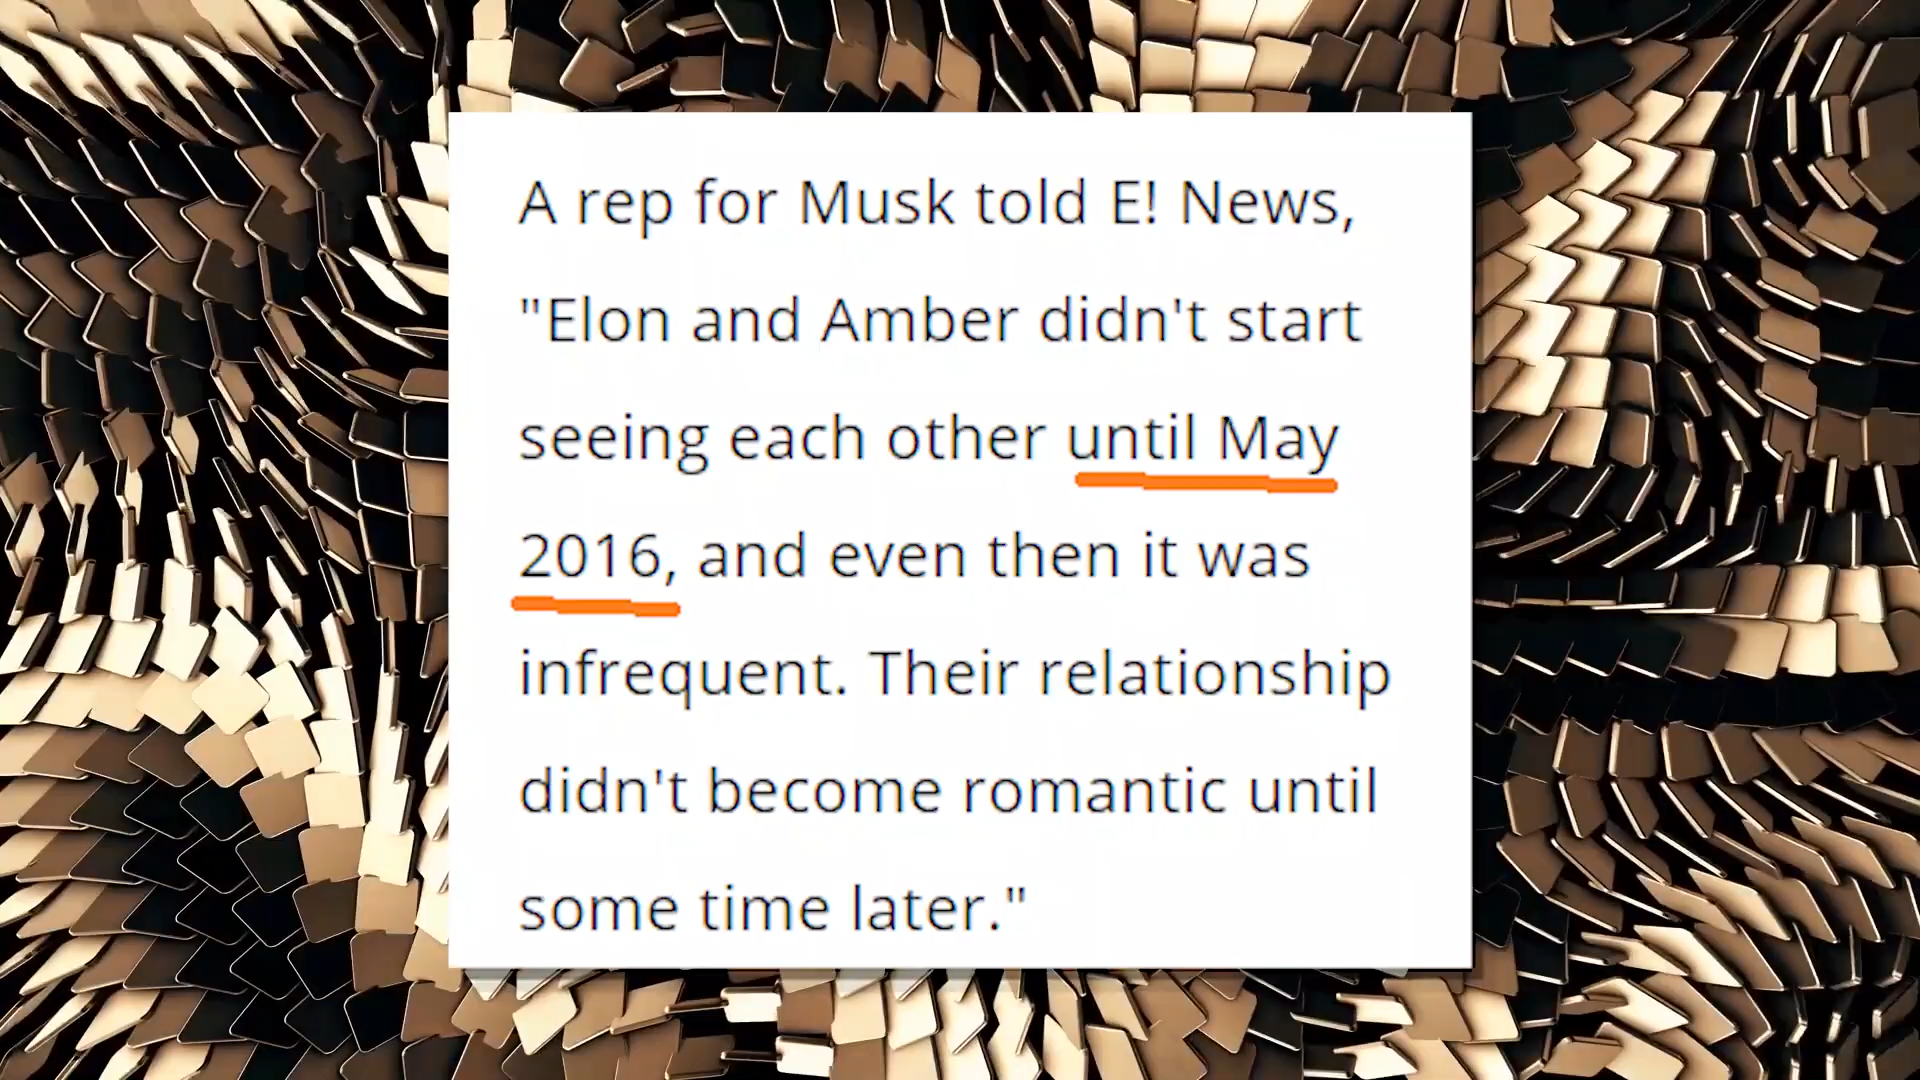 A rep for Musk told E! News,
"Elon and Amber didn't start
seeing each other until May
2016, and even then it was
infrequent. Their relationship
didn't become romantic until
some time later."